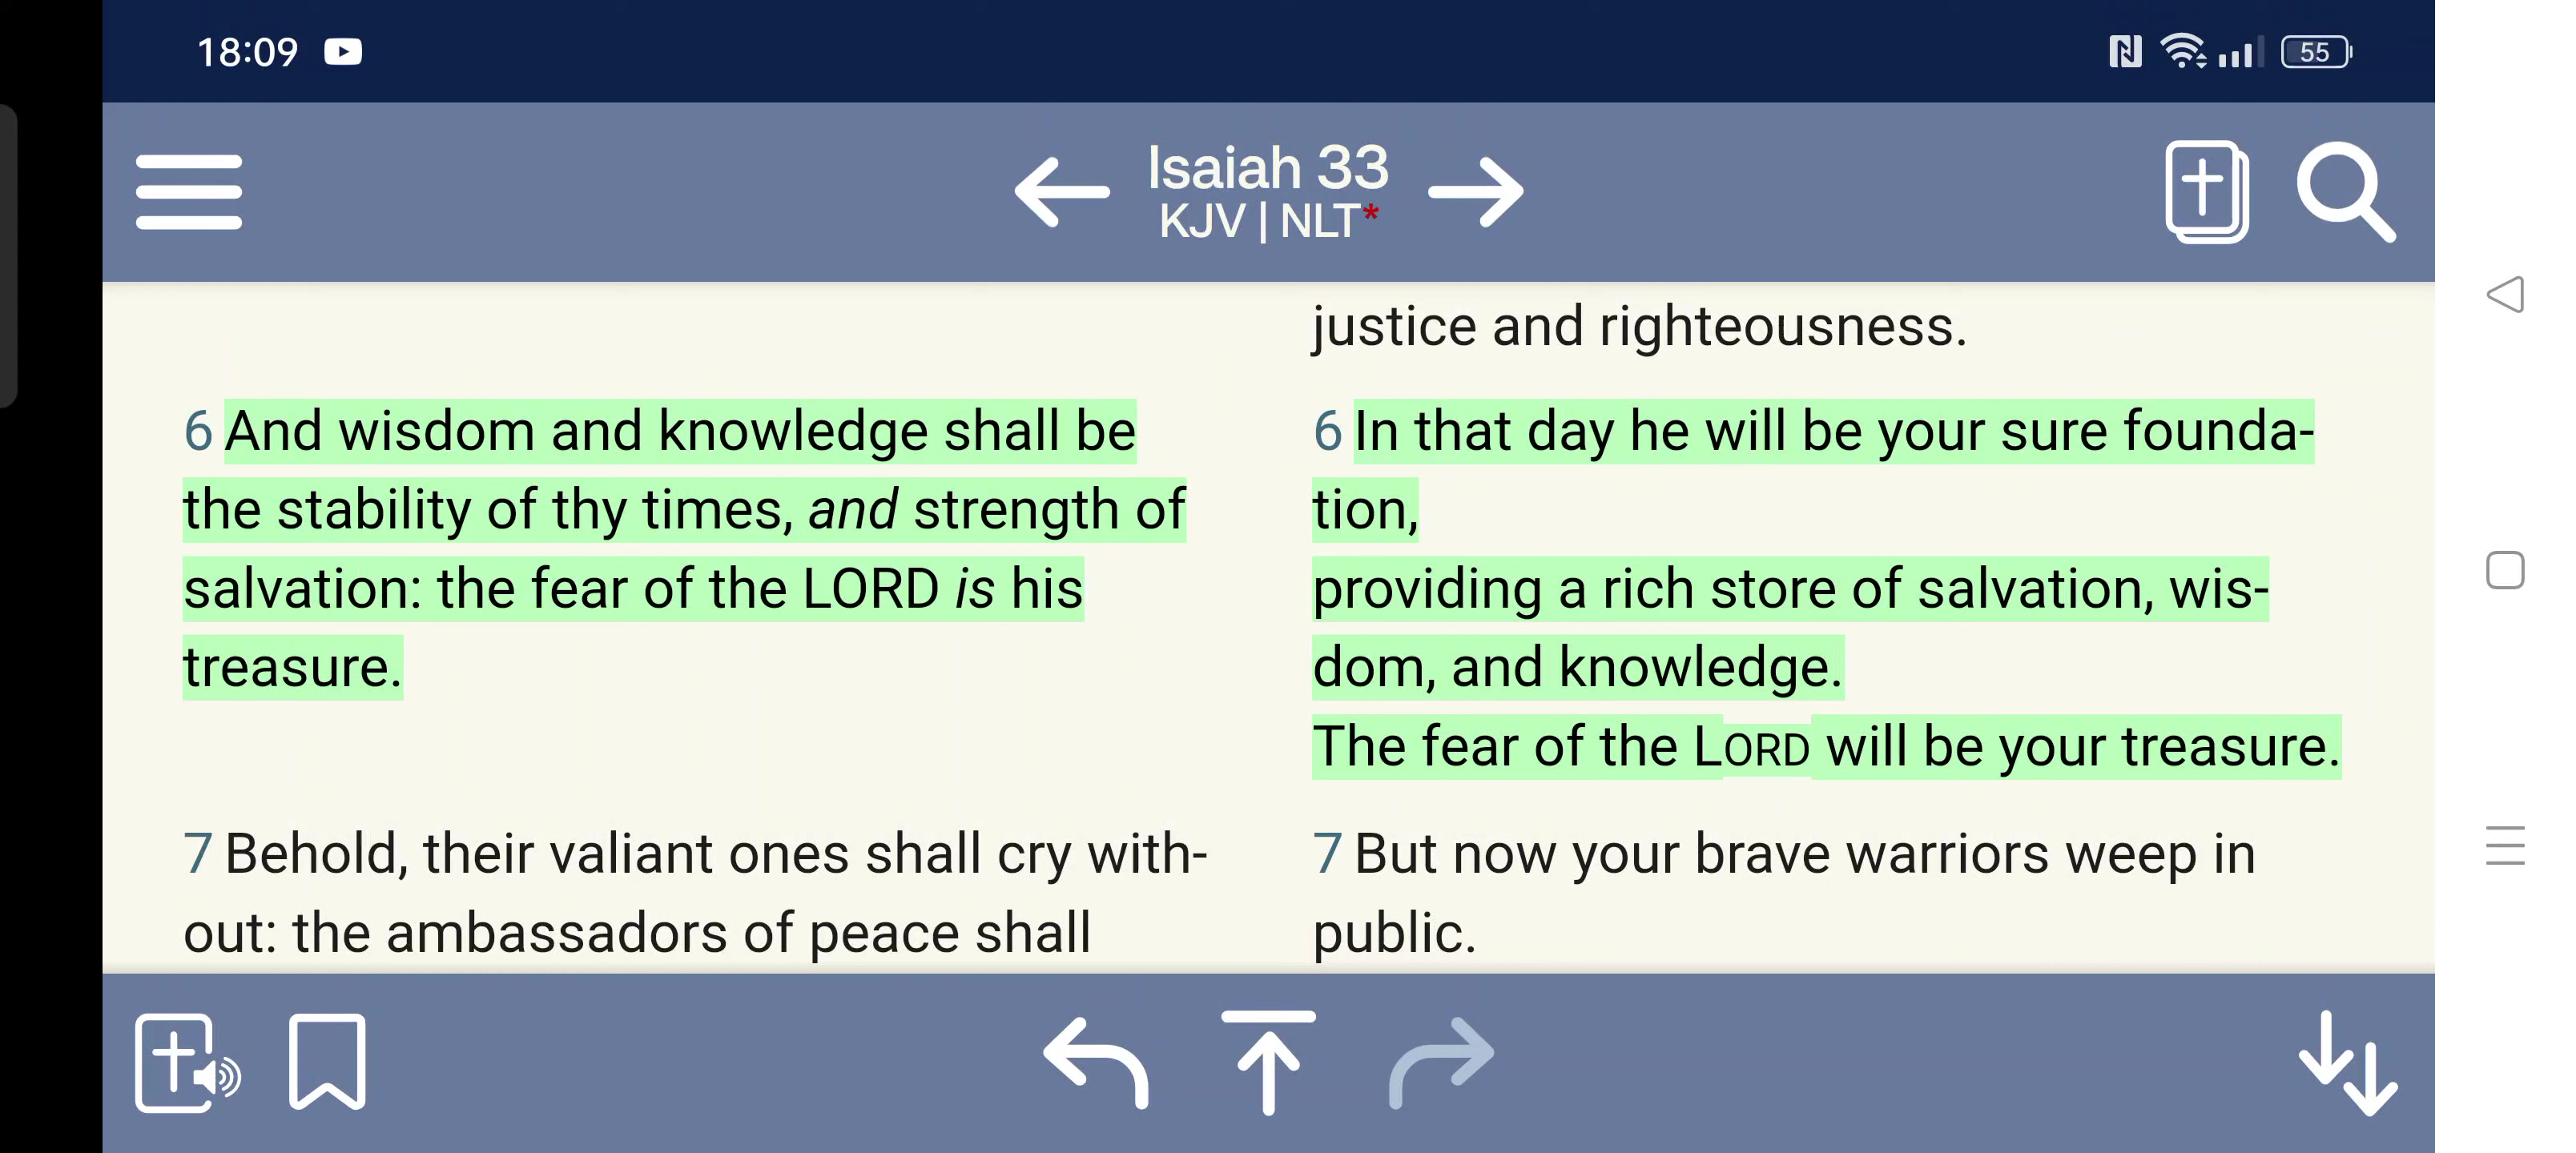 18:09
55
Isaiah 33
KJV | NLT*
6 And wisdom and knowledge shall be
the stability of thy times, and strength of
salvation: the fear of the LORD is his
treasure.
7 Behold, their valiant ones shall cry with-
out: the ambassadors of peace shall
justice and righteousness.
6 In that day he will be your sure founda-
tion,
providing a rich store of salvation, wis-
dom, and knowledge.
The fear of the LORD will be your treasure.
7 But now your brave warriors weep in
public.